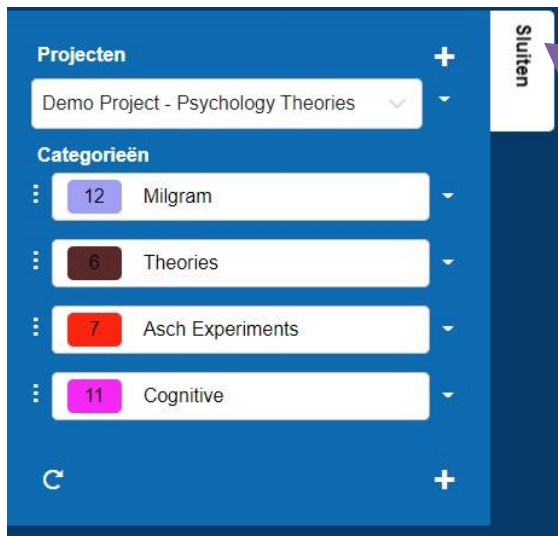 Projecten
Sluiten
Demo Project - Psychology Theories
Categorieën
12 Milgram
6 Theories
7 Asch Experiments
11 Cognitive